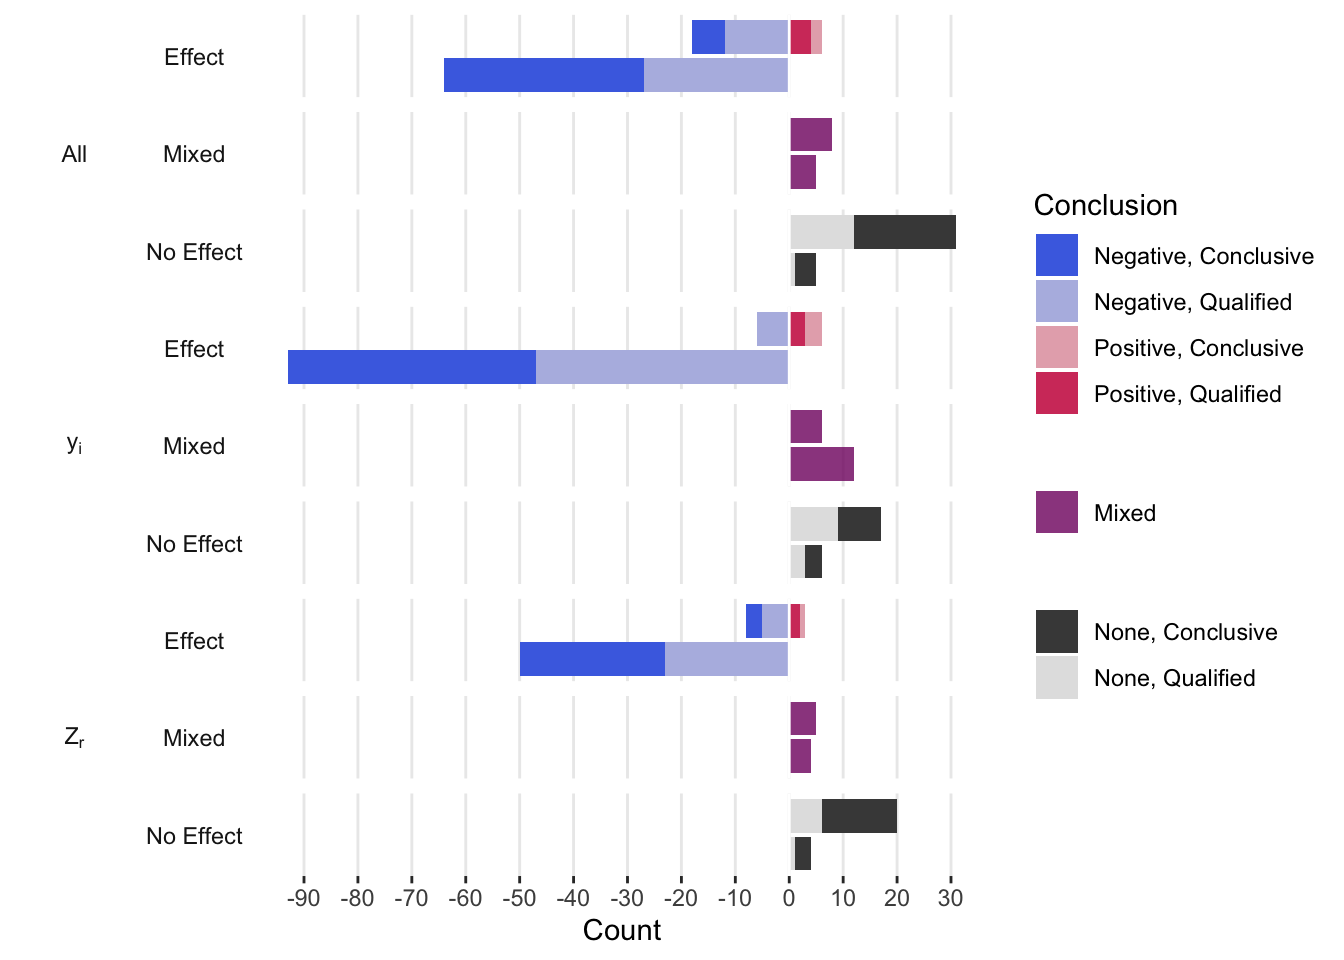 Effect
All
Mixed
No Effect
Effect
yi
Mixed
No Effect
Effect
Zr
Mixed
No Effect
-90 -80 -70 -60 -50 -40 -30 -20 -10 0 10 20 30
Count
Conclusion
Negative, Conclusive
Negative, Qualified
Positive, Conclusive
Positive, Qualified
Mixed
None, Conclusive
None, Qualified